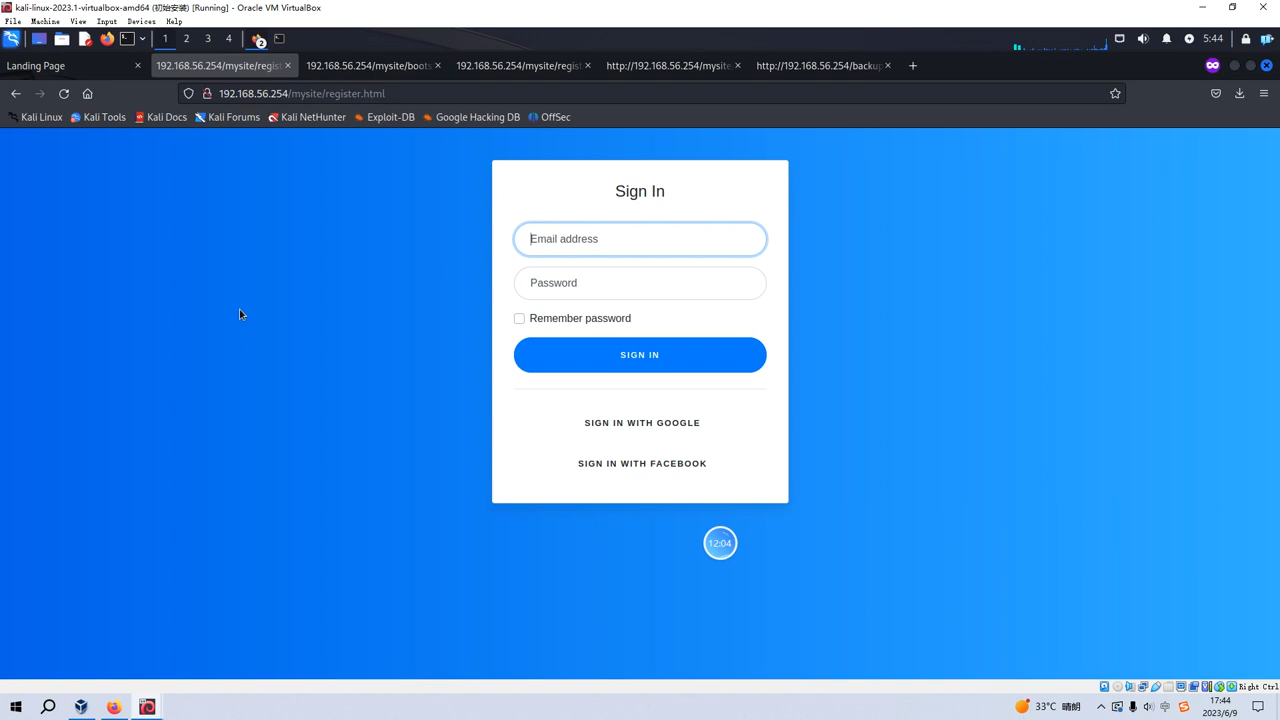 kali-linux-2023.1-virtualbox-amd64 (初始安装) [Running] - Oracle VM VirtualBox
File Machine View Input Devices Help
1 2 3 4 2 5:44
Landing Page 192.168.56.254/mysite/regist 192.168.56.254/mysite/boots 192.168.56.254/mysite/regist http://192.168.56.254/mysite http://192.168.56.254/backup
192.168.56.254/mysite/register.html
Kali Linux Kali Tools Kali Docs Kali Forums Kali NetHunter Exploit-DB Google Hacking DB OffSec
Sign In
Email address
Password
Remember password
SIGN IN
SIGN IN WITH GOOGLE
SIGN IN WITH FACEBOOK
12:04
Right Ctrl
33°C 晴朗 中 17:44
2023/6/9